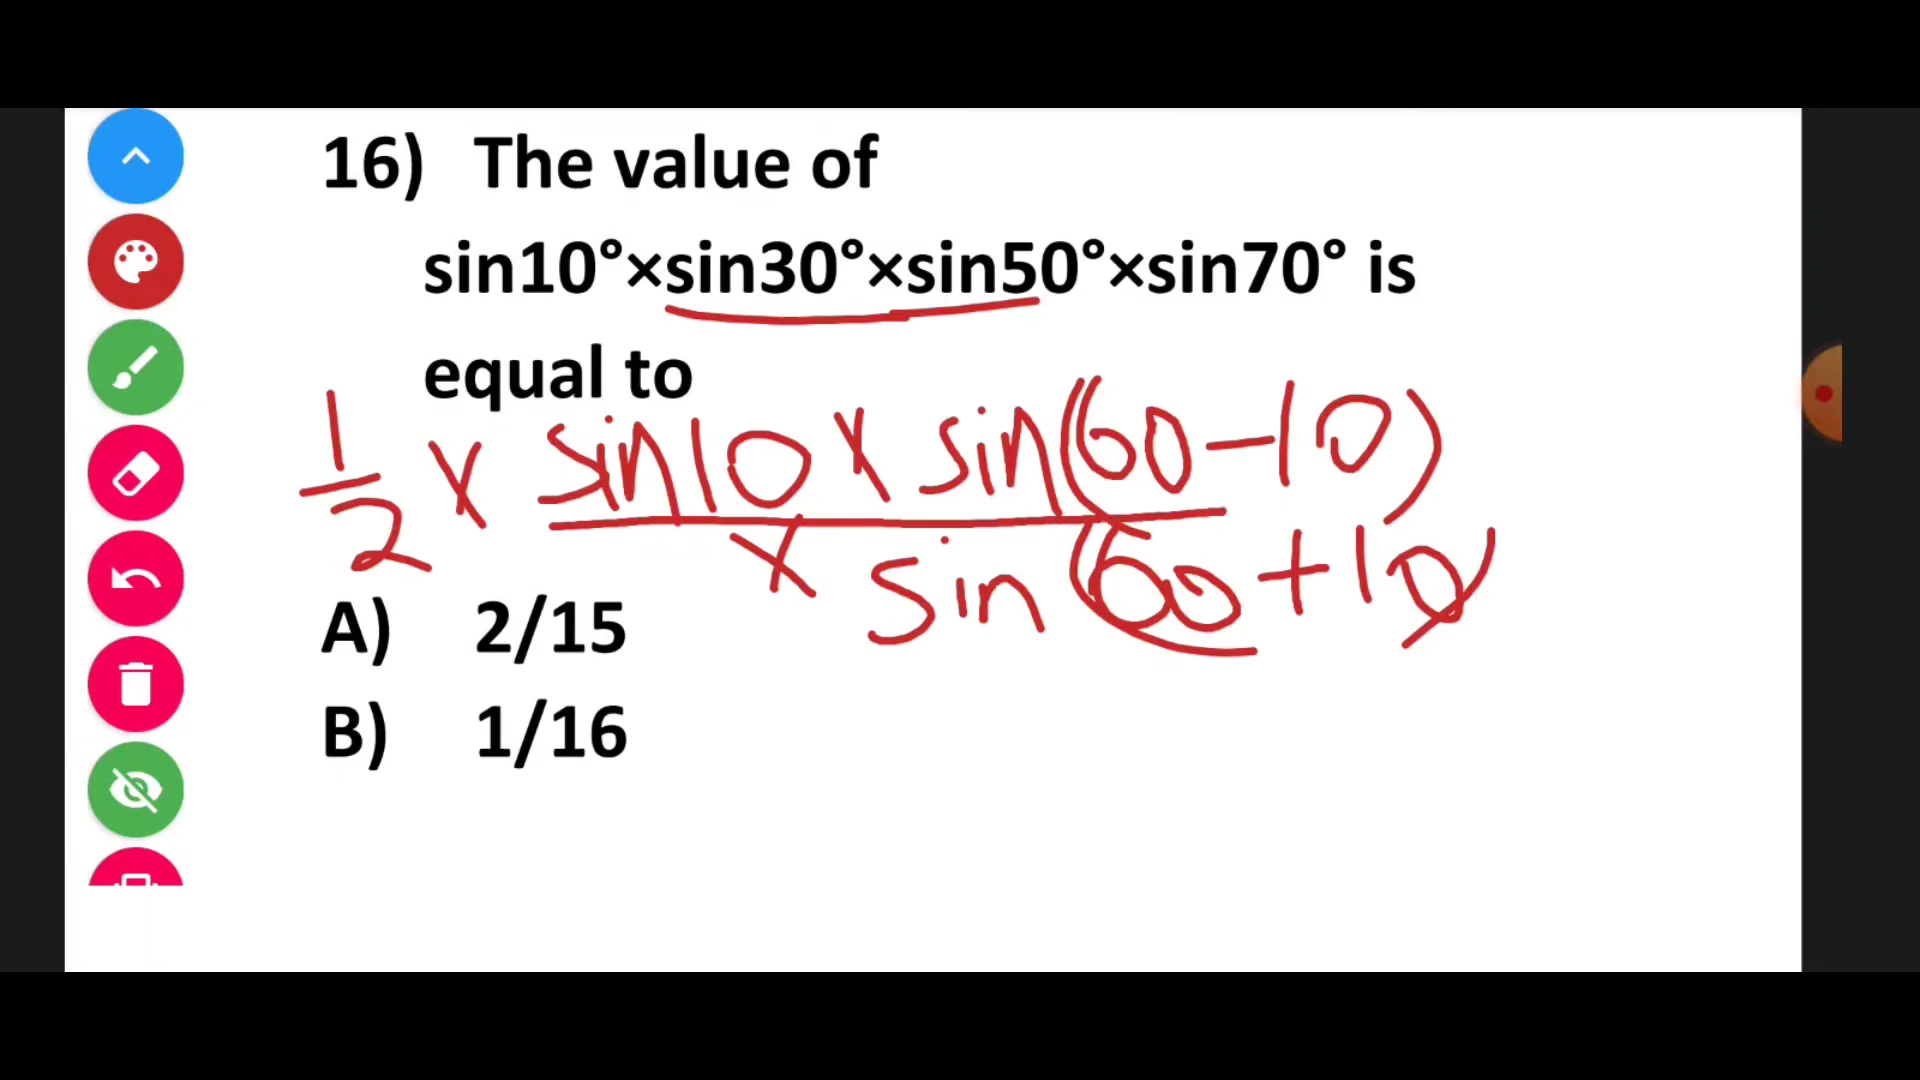 16) The value of
sin10°×sin30°×sin50°×sin70° is
equal to
1/2 × sin10 × sin(60-10)
× sin(60+10)
A) 2/15
B) 1/16